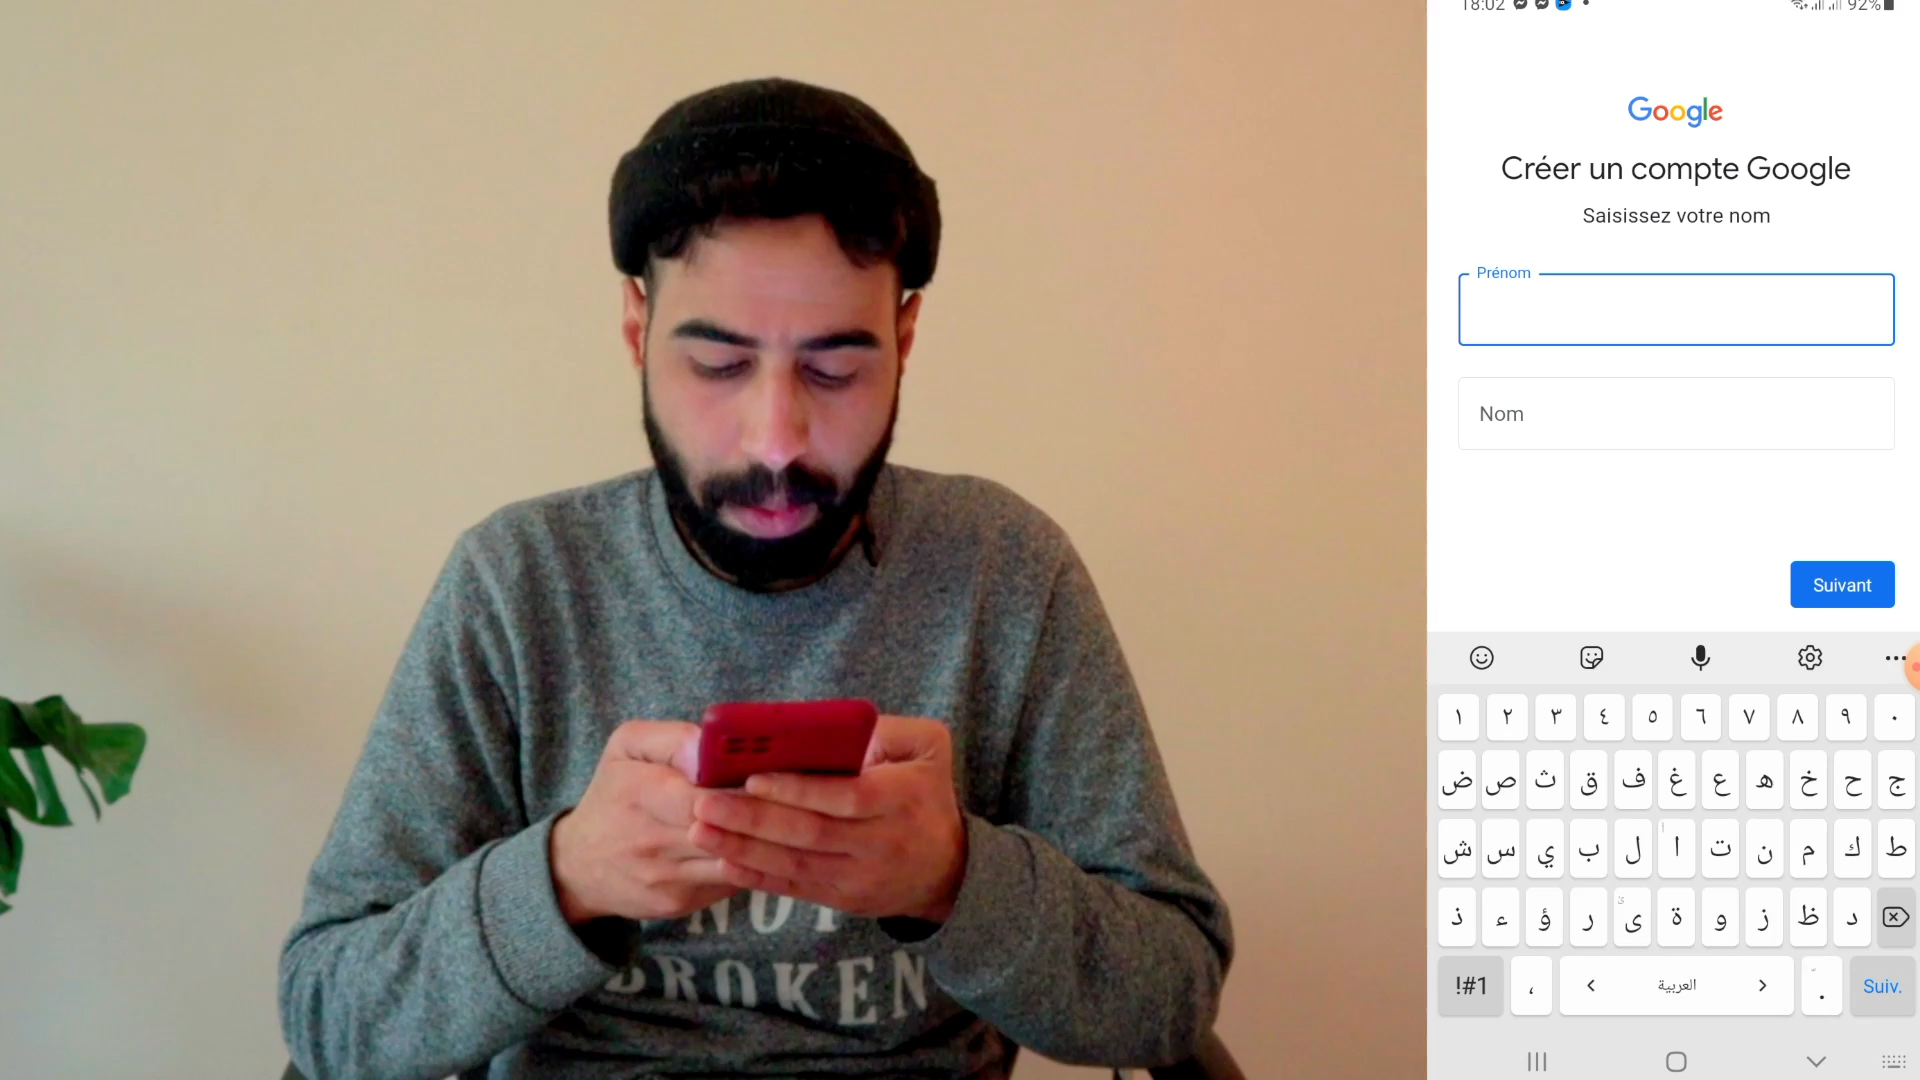 NOT
BROKEN
18:02
92%
Google
Créer un compte Google
Saisissez votre nom
Prénom
Nom
Suivant
١ ٢ ٣ ٤ ٥ ٦ ٧ ٨ ٩ ٠
ض ص ث ق ف غ ع ه خ ح ج
ش س ي ب ل ا ت ن م ك ط
ذ ء ؤ ر ى ة و ز ظ د
!#1 ، < العربية > . Suiv.